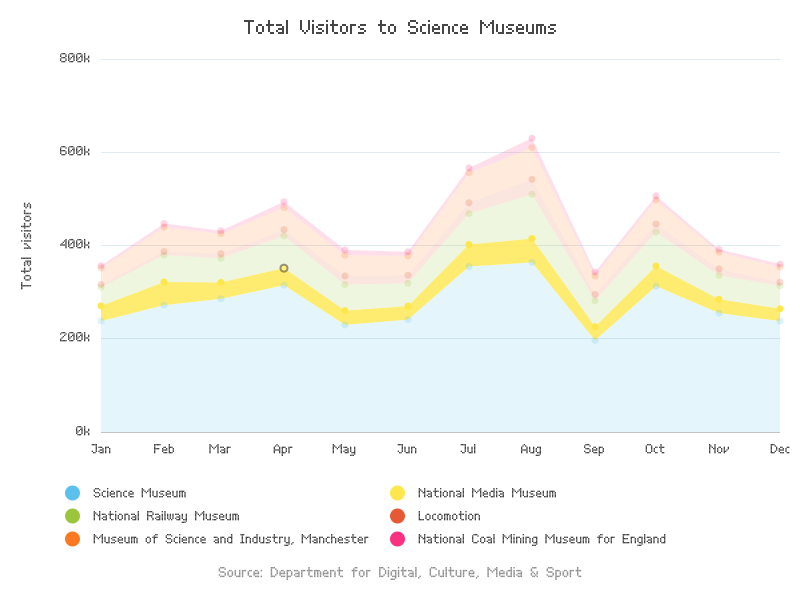 Total Visitors to Science Museums
800k
600k
400k
200k
0k
Total visitors
Jan Feb Mar Apr May Jun Jul Aug Sep Oct Nov Dec
Science Museum
National Media Museum
National Railway Museum
Locomotion
Museum of Science and Industry, Manchester
National Coal Mining Museum for England
Source: Department for Digital, Culture, Media & Sport